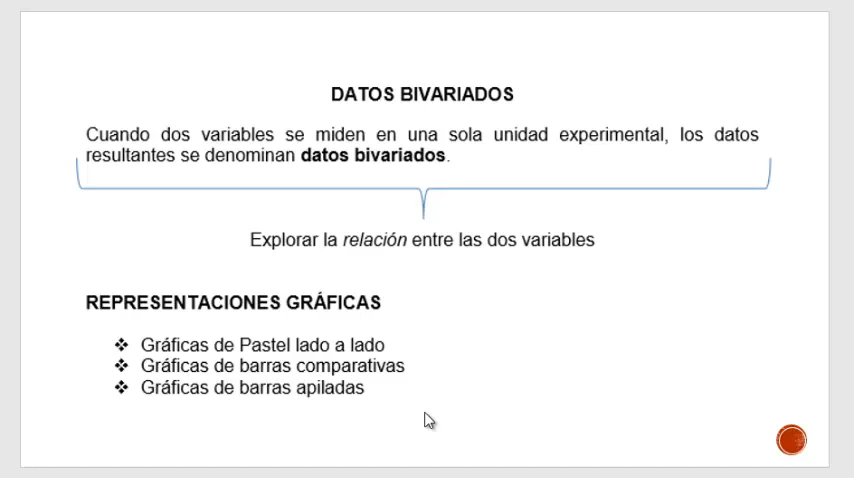 DATOS BIVARIADOS
Cuando dos variables se miden en una sola unidad experimental, los datos
resultantes se denominan datos bivariados.
Explorar la relación entre las dos variables
REPRESENTACIONES GRÁFICAS
❖ Gráficas de Pastel lado a lado
❖ Gráficas de barras comparativas
❖ Gráficas de barras apiladas